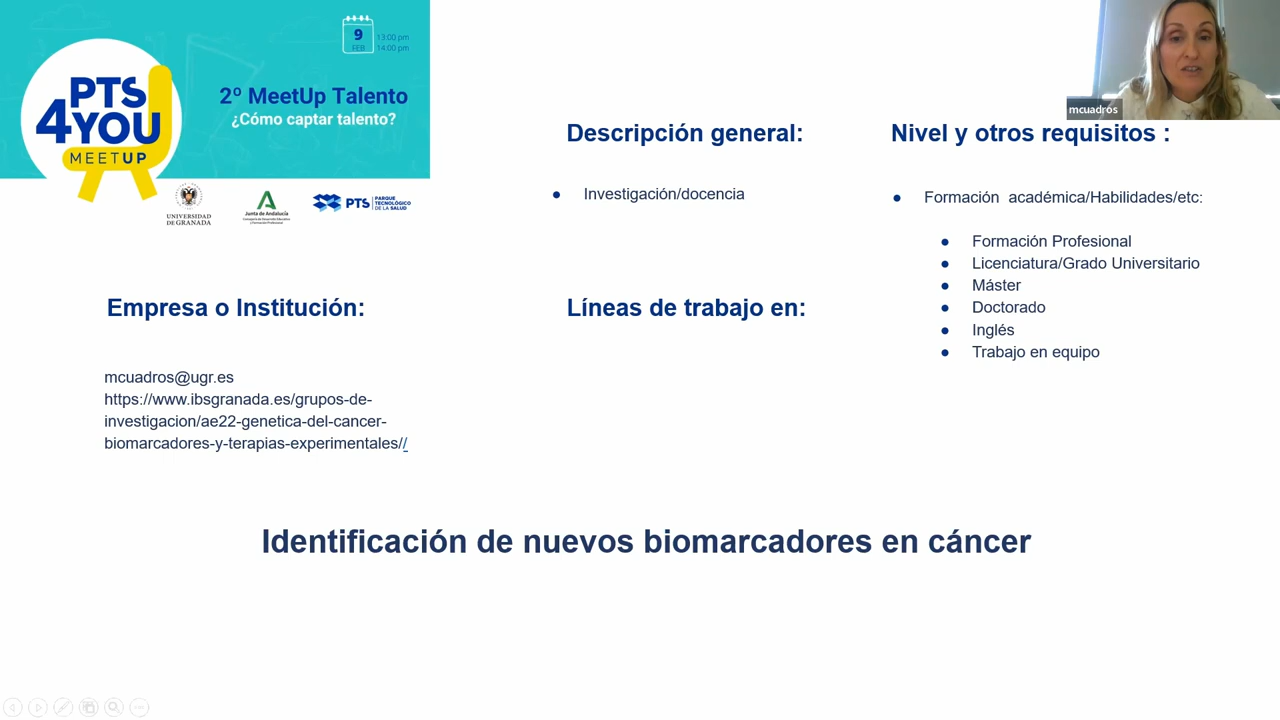 9
FEB
13:00 pm
14:00 pm
PTS
4YOU
MEETUP
2º MeetUp Talento
¿Cómo captar talento?
UNIVERSIDAD
DE GRANADA
Junta de Andalucía
PTS
PARQUE
TECNOLÓGICO
DE LA SALUD
mcuadros
Descripción general:
Investigación/docencia
Nivel y otros requisitos :
Formación académica/Habilidades/etc:
Formación Profesional
Licenciatura/Grado Universitario
Máster
Doctorado
Inglés
Trabajo en equipo
Empresa o Institución:
mcuadros@ugr.es
https://www.ibsgranada.es/grupos-de-
investigacion/ae22-genetica-del-cancer-
biomarcadores-y-terapias-experimentales//
Líneas de trabajo en:
Identificación de nuevos biomarcadores en cáncer